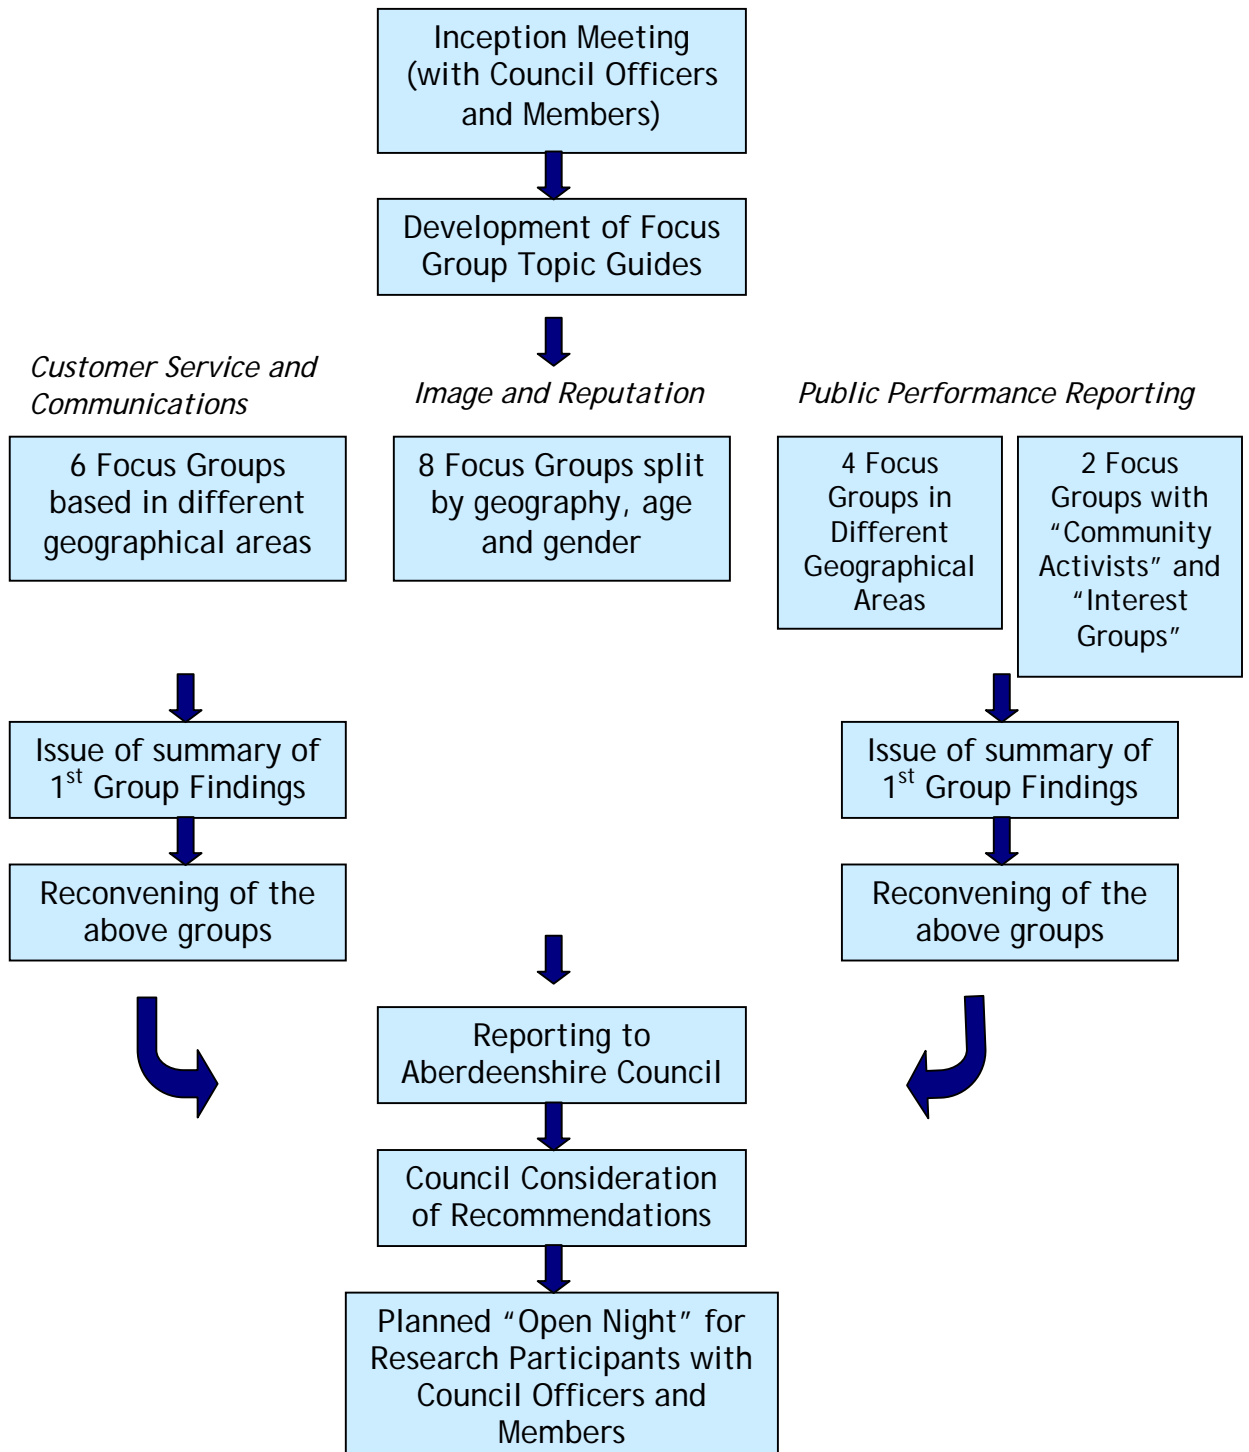 Inception Meeting
(with Council Officers
and Members)
Development of Focus
Group Topic Guides
Customer Service and
Communications
Image and Reputation
Public Performance Reporting
6 Focus Groups
based in different
geographical areas
8 Focus Groups split
by geography, age
and gender
4 Focus
Groups in
Different
Geographical
Areas
2 Focus
Groups with
“Community
Activists” and
“Interest
Groups”
Issue of summary of
1st Group Findings
Issue of summary of
1st Group Findings
Reconvening of the
above groups
Reconvening of the
above groups
Reporting to
Aberdeenshire Council
Council Consideration
of Recommendations
Planned “Open Night” for
Research Participants with
Council Officers and
Members